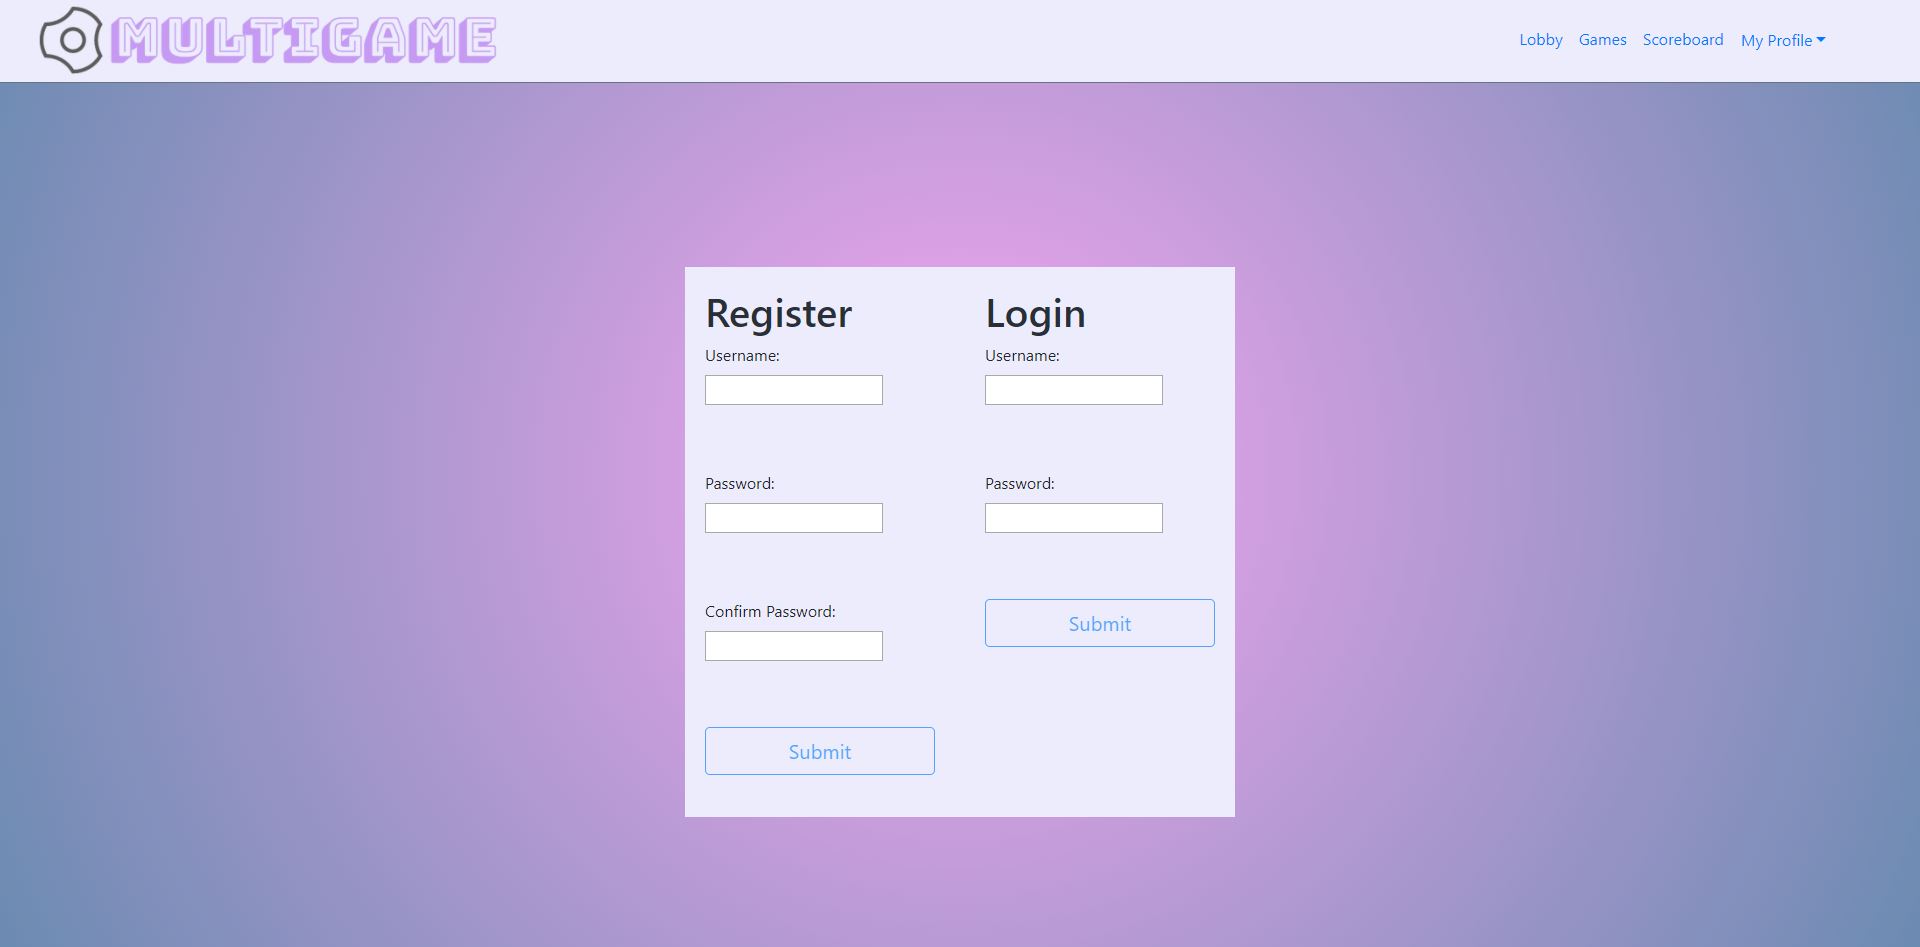 MULTIGAME
Lobby Games Scoreboard My Profile
Register
Username:
Password:
Confirm Password:
Submit
Login
Username:
Password:
Submit